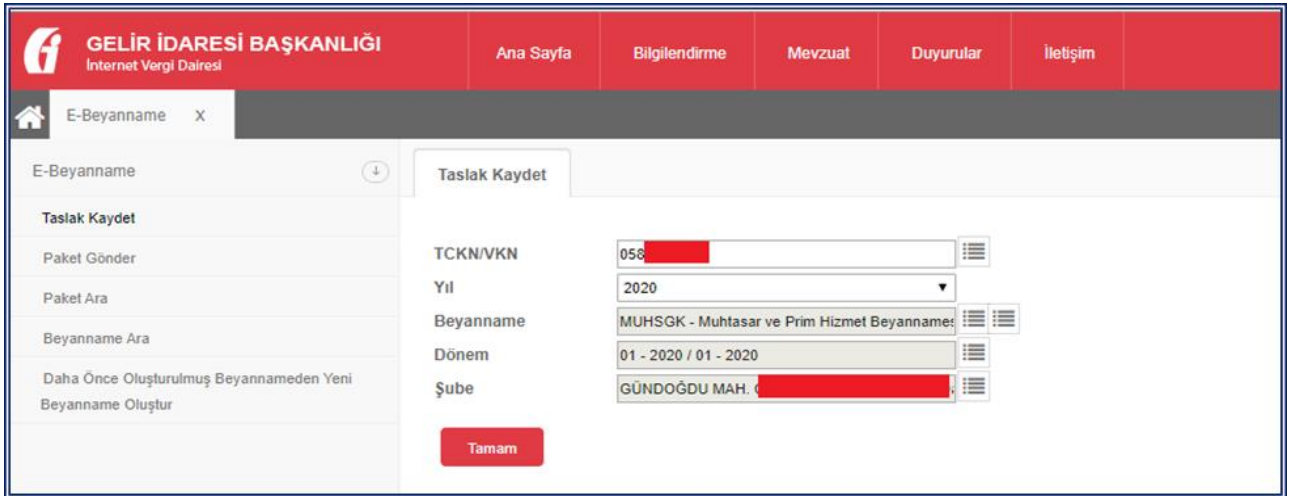 GELİR İDARESİ BAŞKANLIĞI
İnternet Vergi Dairesi
Ana Sayfa
Bilgilendirme
Mevzuat
Duyurular
İletişim
E-Beyanname X
E-Beyanname
Taslak Kaydet
Paket Gönder
Paket Ara
Beyanname Ara
Daha Önce Oluşturulmuş Beyannameden Yeni
Beyanname Oluştur
Taslak Kaydet
TCKN/VKN 058
Yıl 2020
Beyanname MUHSGK - Muhtasar ve Prim Hizmet Beyannames
Dönem 01 - 2020 / 01 - 2020
Şube GÜNDOĞDU MAH.
Tamam